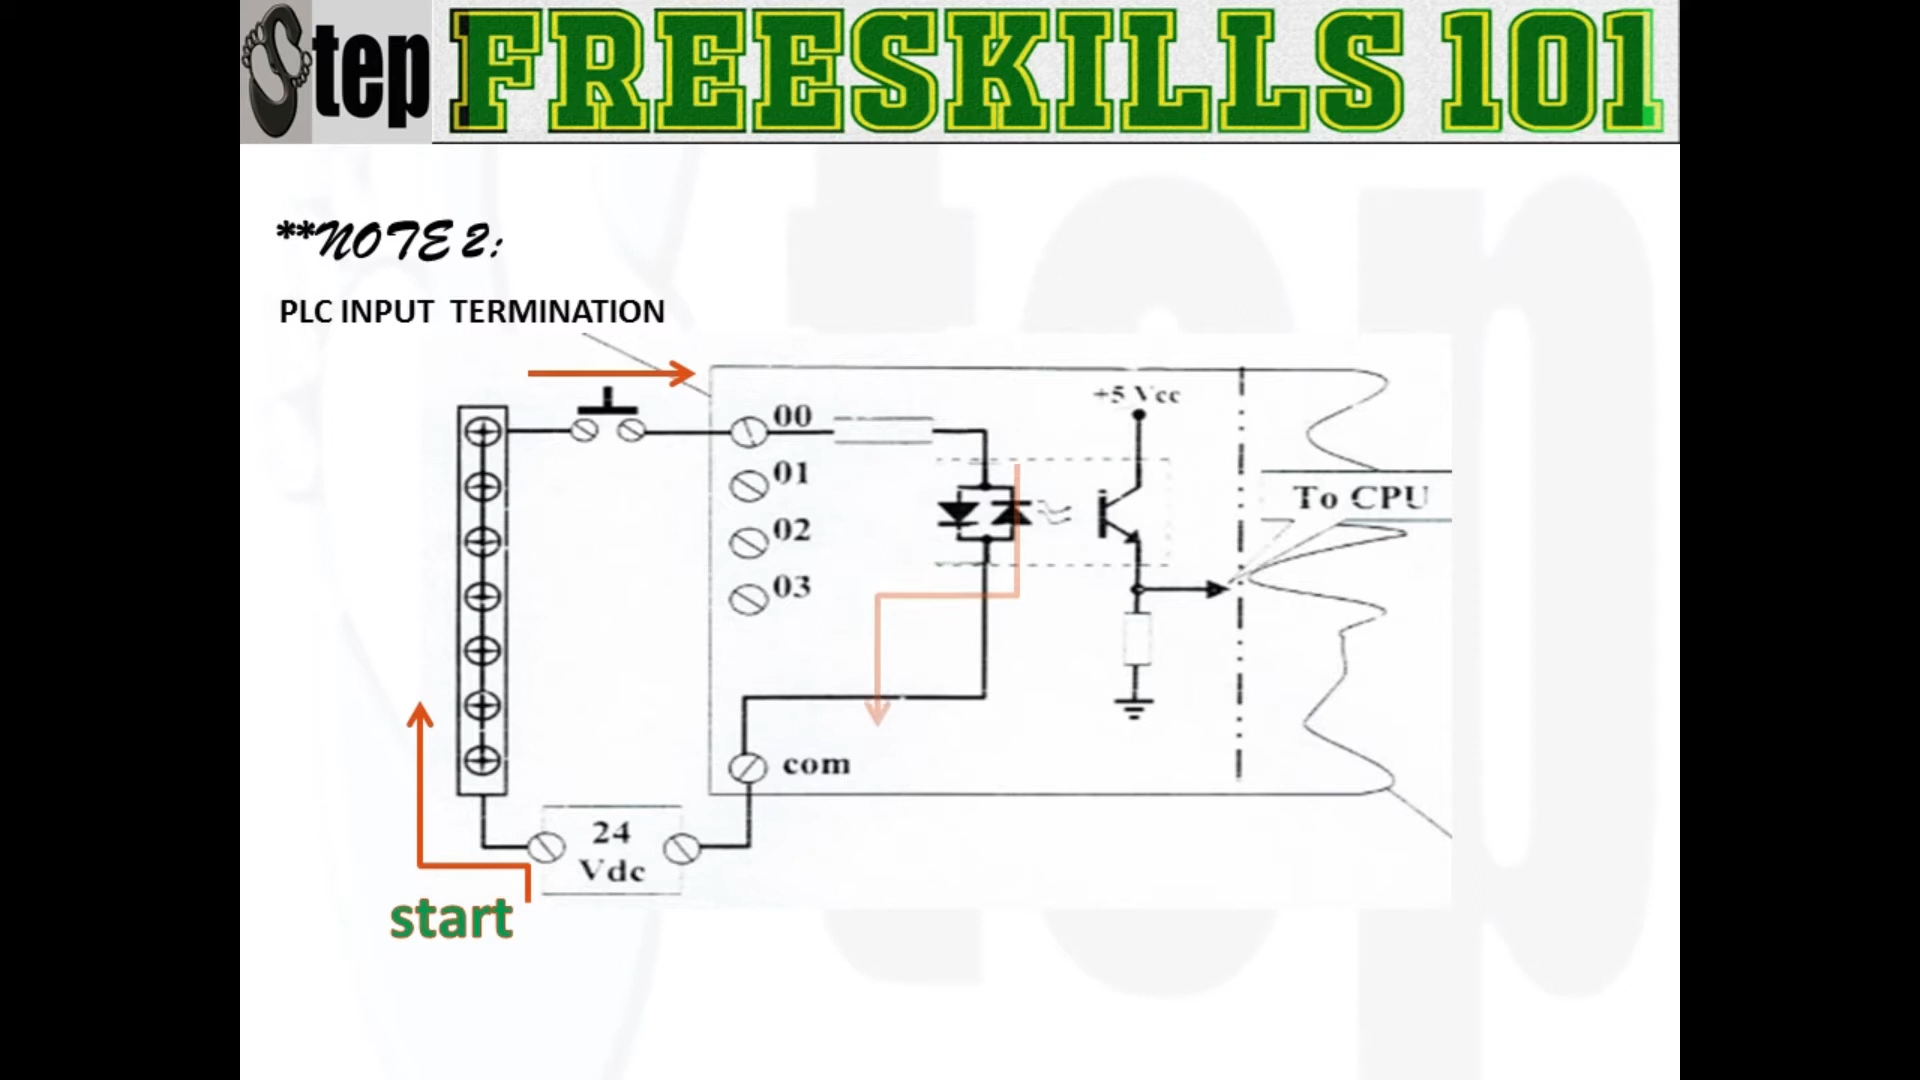 Step FREESKILLS 101
**NOTE 2:
PLC INPUT TERMINATION
+5 Vcc
00
01
To CPU
02
03
com
24
Vdc
start